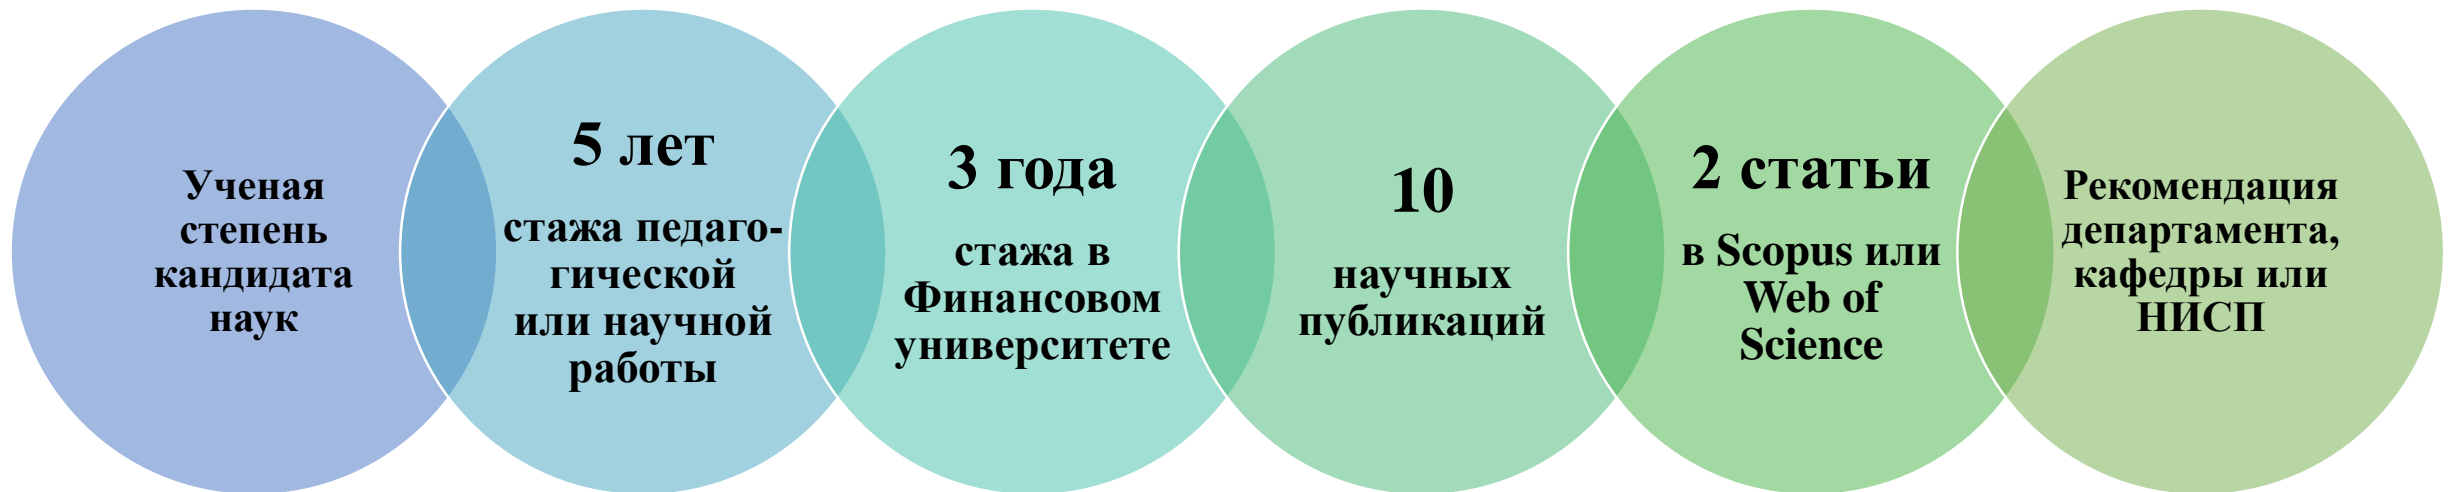 Ученая
степень
кандидата
наук
5 лет
стажа педаго-
гической
или научной
работы
3 года
стажа в
Финансовом
университете
10
научных
публикаций
2 статьи
в Scopus или
Web of
Science
Рекомендация
департамента,
кафедры или
НИСП